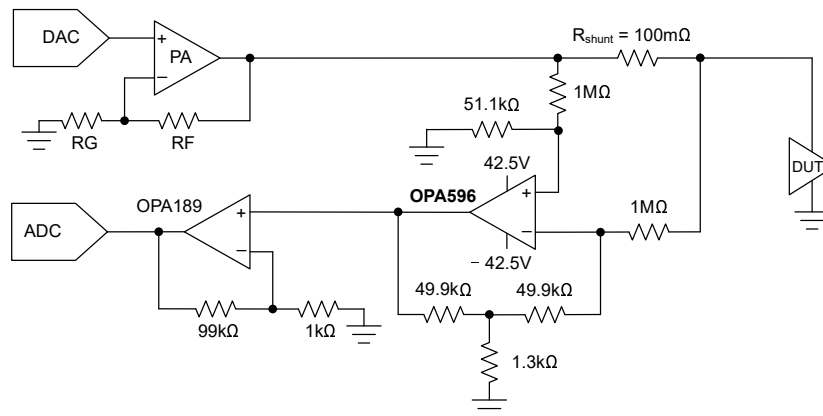 DAC
PA
+
−
RG
RF
Rshunt = 100mΩ
1MΩ
51.1kΩ
42.5V
OPA596
+
−
− 42.5V
1MΩ
DUT
OPA189
ADC
+
−
99kΩ
1kΩ
49.9kΩ
49.9kΩ
1.3kΩ